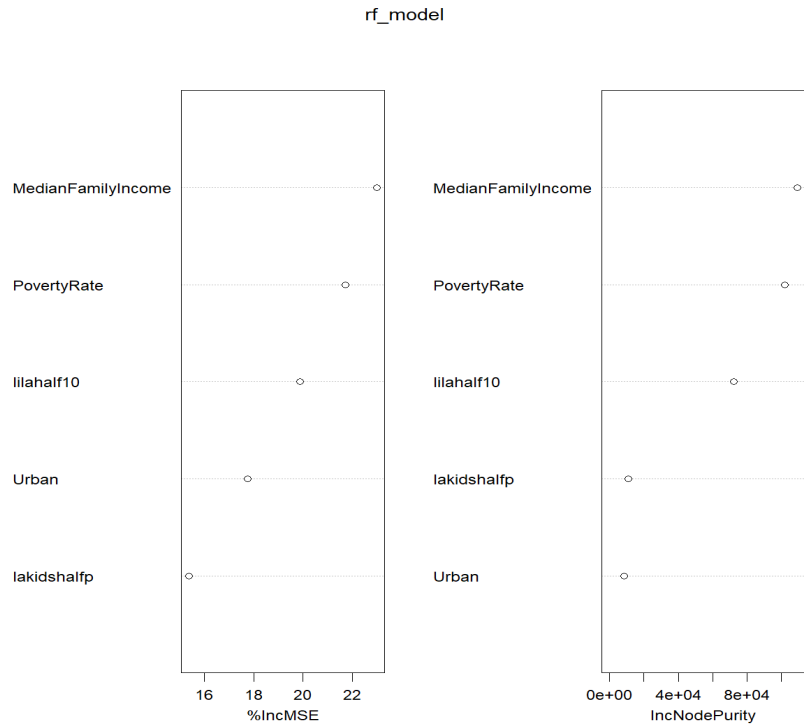 rf_model
MedianFamilyIncome
PovertyRate
lilahalf10
Urban
lakidshalfp
16 18 20 22
%IncMSE
MedianFamilyIncome
PovertyRate
lilahalf10
lakidshalfp
Urban
0e+00 4e+04 8e+04
IncNodePurity